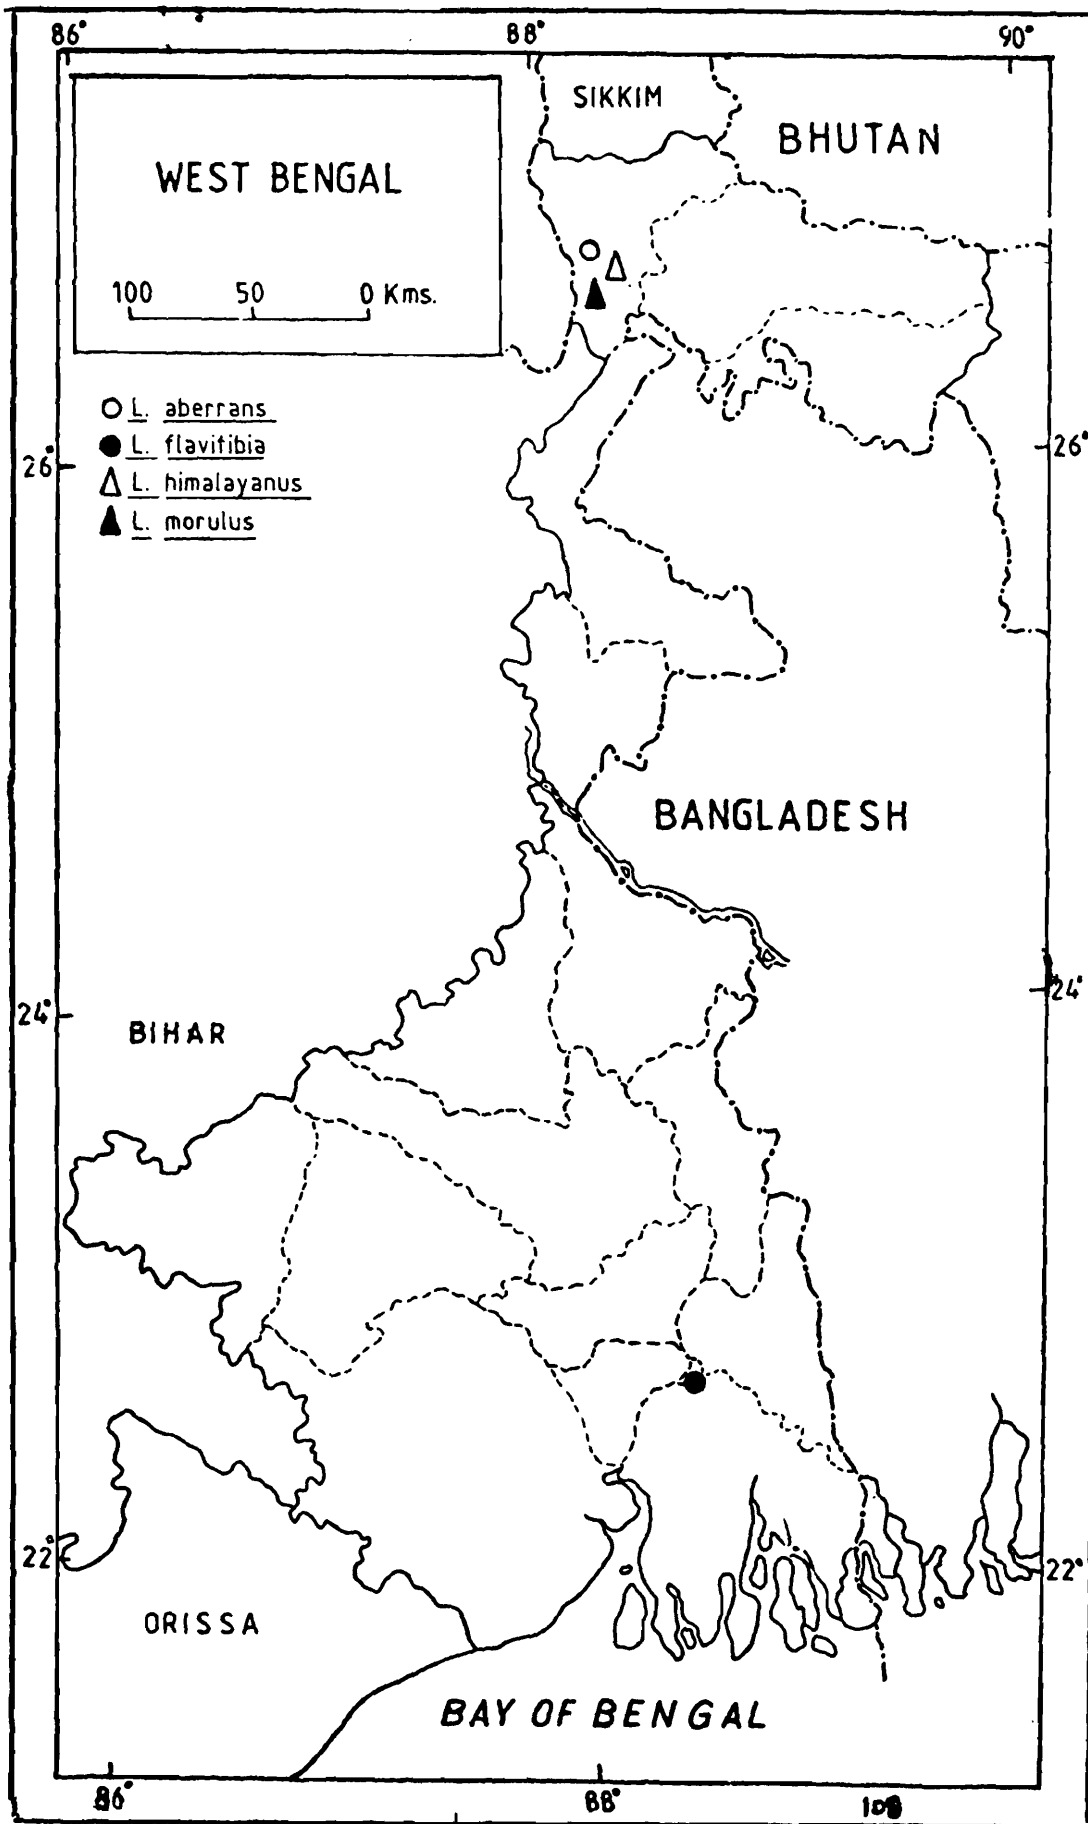 86°
88°
90°
SIKKIM
BHUTAN
WEST BENGAL
100 50 0 Kms.
L. aberrans
L. flavitibia
L. himalayanus
L. morulus
26°
26°
BANGLADESH
24°
24°
BIHAR
22°
22°
ORISSA
BAY OF BENGAL
86°
88°